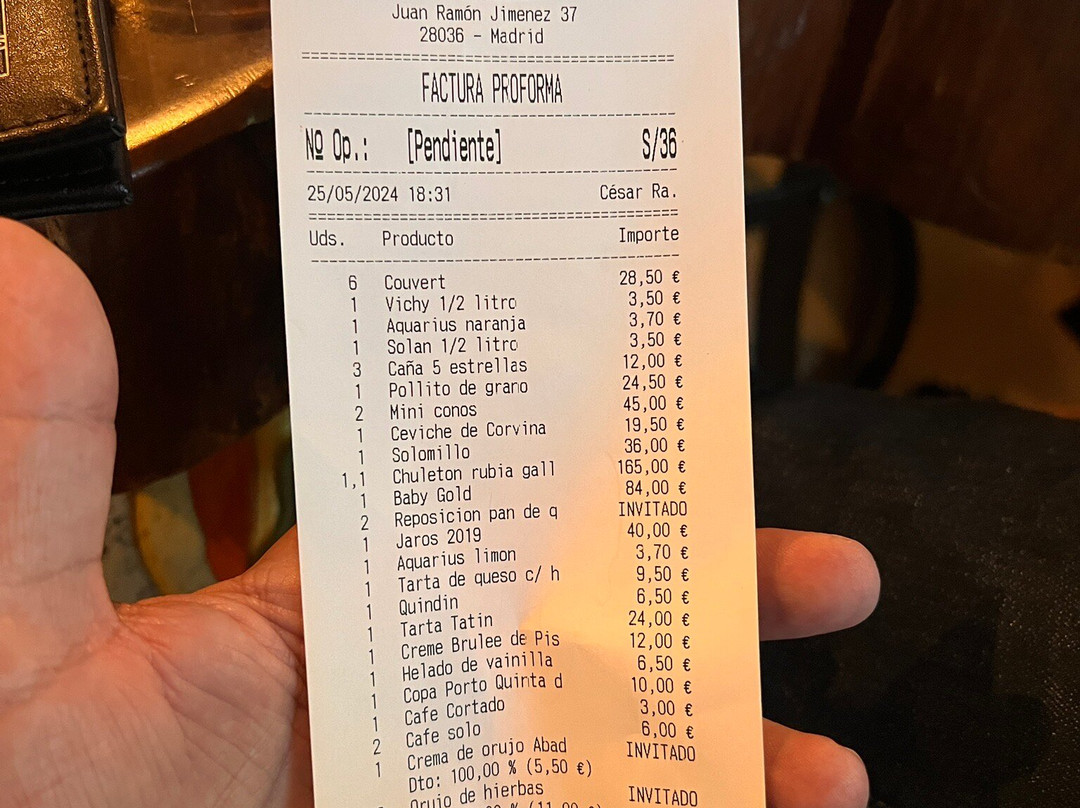 Juan Ramón Jimenez 37
28036 - Madrid
FACTURA PROFORMA
Nº Op.: [Pendiente] S/36
25/05/2024 18:31 César Ra.
Uds. Producto Importe
6 Couvert 28,50 €
1 Vichy 1/2 litro 3,50 €
1 Aquarius naranja 3,70 €
1 Solan 1/2 litro 3,50 €
3 Caña 5 estrellas 12,00 €
1 Pollito de grano 24,50 €
2 Mini conos 45,00 €
1 Ceviche de Corvina 19,50 €
1 Solomillo 36,00 €
1,1 Chuleton rubia gall 165,00 €
1 Baby Gold 84,00 €
2 Reposicion pan de q INVITADO
1 Jaros 2019 40,00 €
1 Aquarius limon 3,70 €
1 Tarta de queso c/ h 9,50 €
1 Quindin 6,50 €
1 Tarta Tatin 24,00 €
1 Creme Brulee de Pis 12,00 €
1 Helado de vainilla 6,50 €
1 Copa Porto Quinta d 10,00 €
1 Cafe Cortado 3,00 €
2 Cafe solo 6,00 €
1 Crema de orujo Abad INVITADO
Dto: 100,00 % (5,50 €)
Orujo de hierbas INVITADO